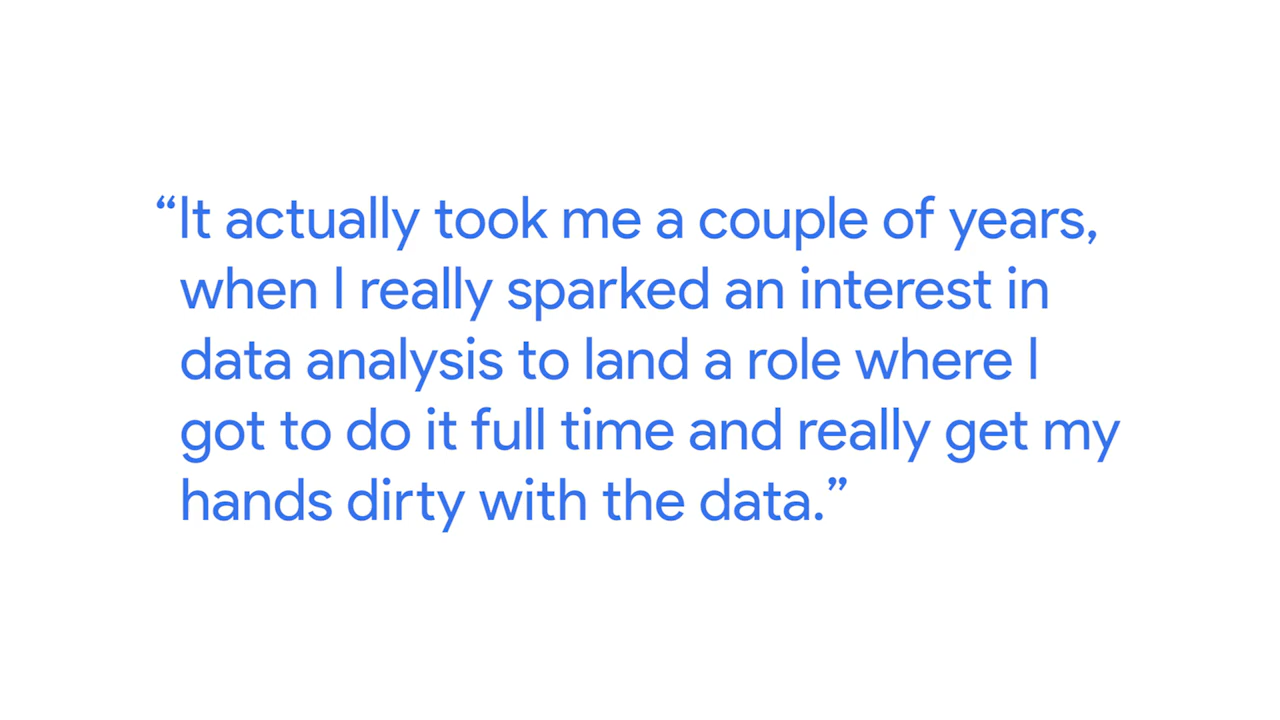 “It actually took me a couple of years,
when I really sparked an interest in
data analysis to land a role where I
got to do it full time and really get my
hands dirty with the data.”